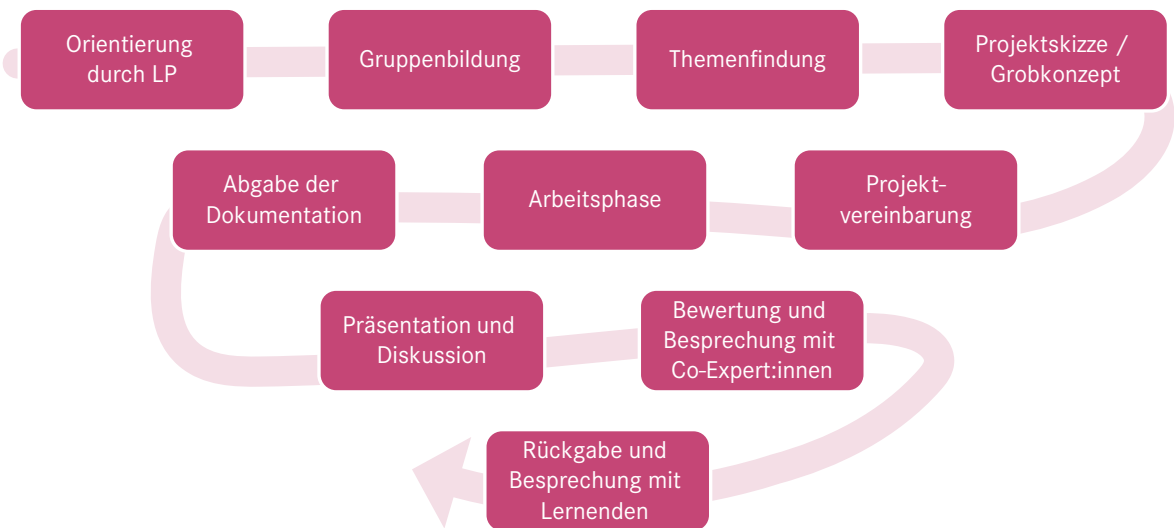 Orientierung
durch LP
Gruppenbildung
Themenfindung
Projektskizze /
Grobkonzept
Abgabe der
Dokumentation
Arbeitsphase
Projekt-
vereinbarung
Präsentation und
Diskussion
Bewertung und
Besprechung mit
Co-Expert:innen
Rückgabe und
Besprechung mit
Lernenden